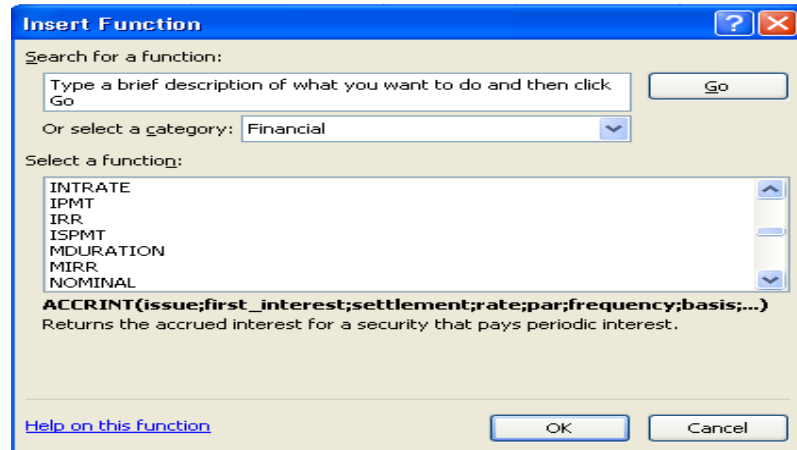 Insert Function
Search for a function:
Type a brief description of what you want to do and then click
Go
Go
Or select a category: Financial
Select a function:
INTRATE
IPMT
IRR
ISPMT
MDURATION
MIRR
NOMINAL
ACCRINT(issue;first_interest;settlement;rate;par;frequency;basis;...)
Returns the accrued interest for a security that pays periodic interest.
Help on this function
OK
Cancel